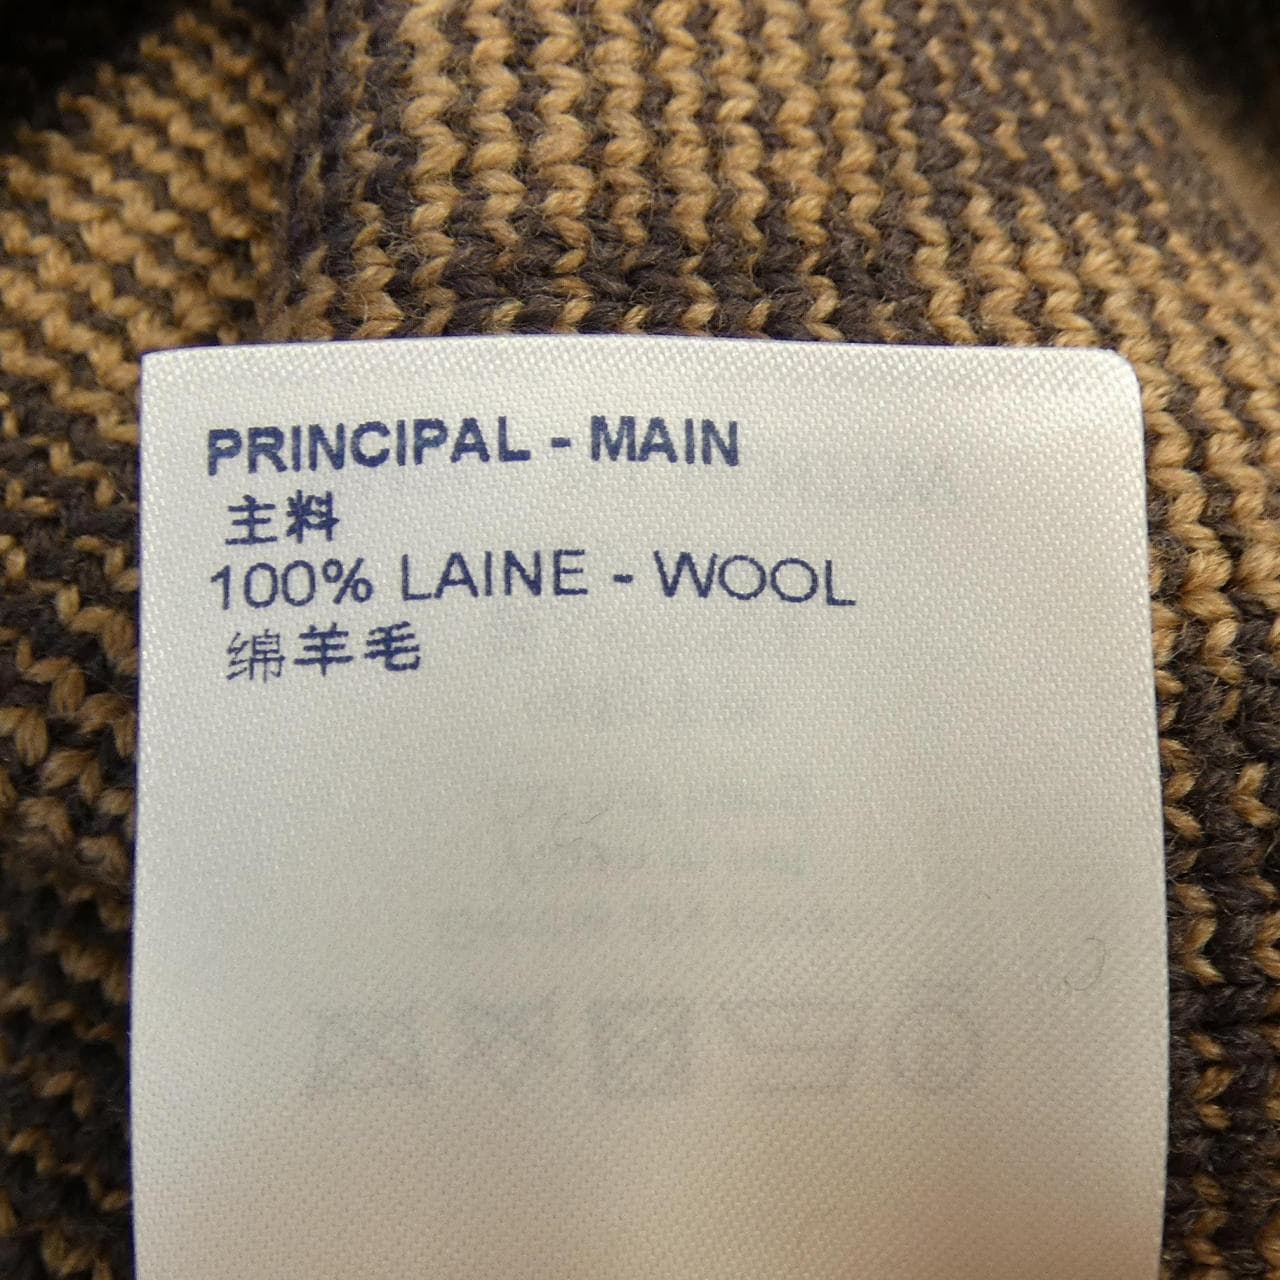 PRINCIPAL - MAIN
主料
100% LAINE - WOOL
绵羊毛